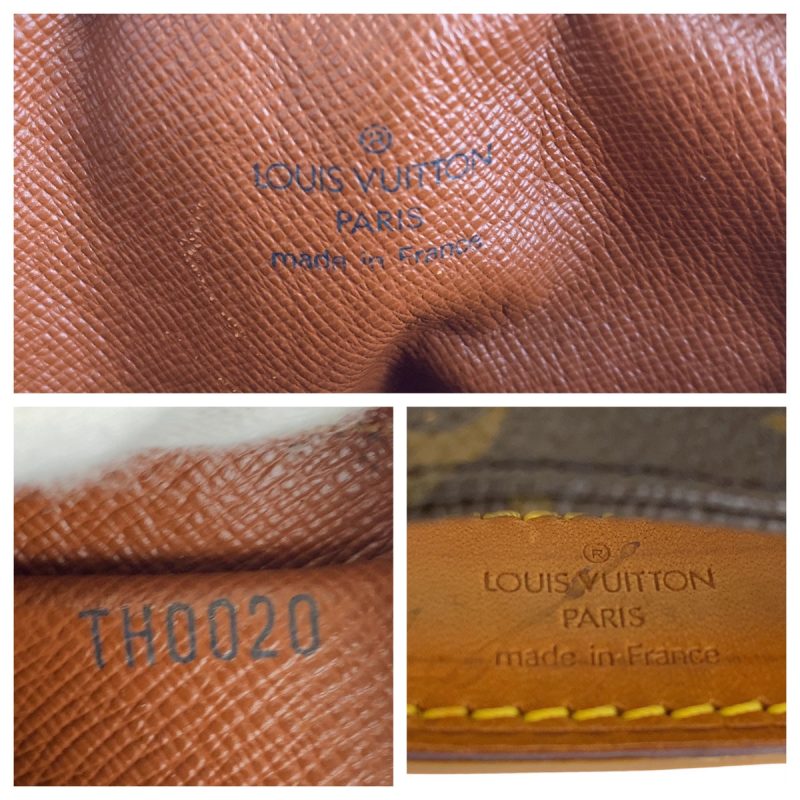 ®
LOUIS VUITTON
PARIS
made in France
TH0020
®
LOUIS VUITTON
PARIS
made in France